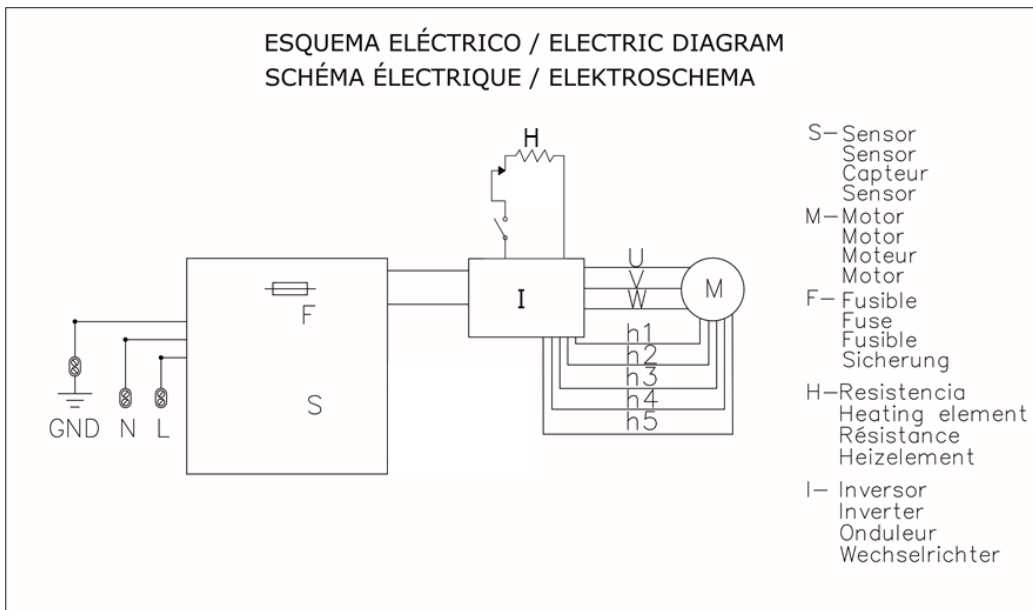 ESQUEMA ELÉCTRICO / ELECTRIC DIAGRAM
SCHÉMA ÉLECTRIQUE / ELEKTROSCHEMA
H
U
V
W
M
I
F
h1
h2
h3
h4
h5
S
GND N L
S– Sensor
Sensor
Capteur
Sensor
M– Motor
Motor
Moteur
Motor
F– Fusible
Fuse
Fusible
Sicherung
H– Resistencia
Heating element
Résistance
Heizelement
I– Inversor
Inverter
Onduleur
Wechselrichter